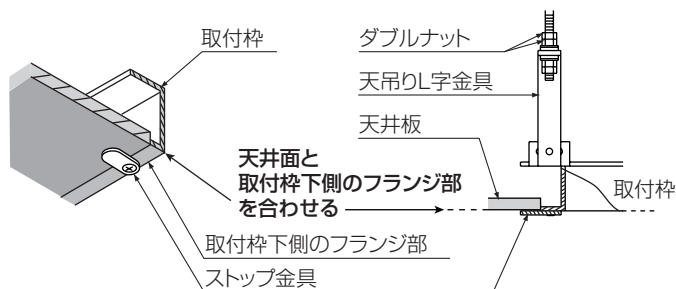 取付枠
ダブルナット
天吊りL字金具
天井板
天井面と
取付枠下側のフランジ部
を合わせる
取付枠
取付枠下側のフランジ部
ストップ金具